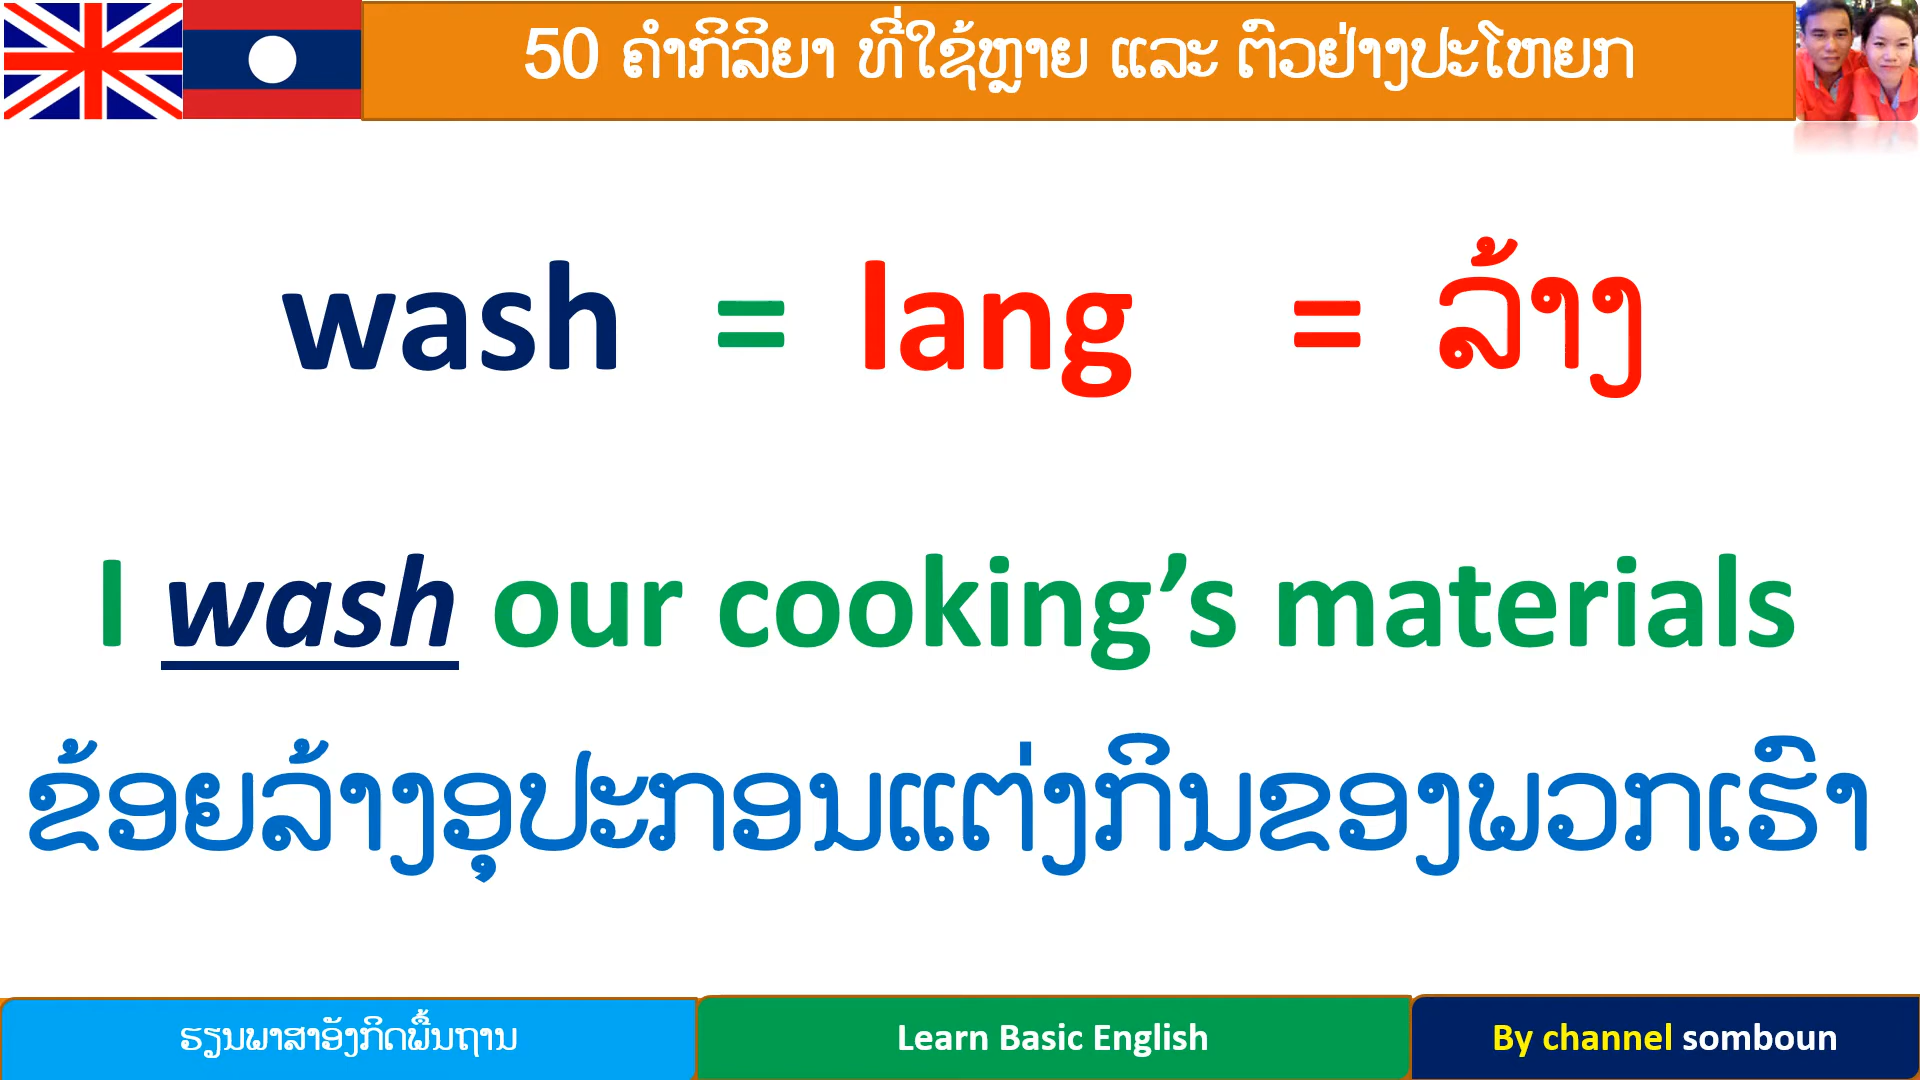 50 ຄຳກິລິຍາ ທີ່ໃຊ້ຫຼາຍ ແລະ ຕົວຢ່າງປະໂຫຍກ
wash = lang = ລ້າງ
I wash our cooking’s materials
ຂ້ອຍລ້າງອຸປະກອນແຕ່ງກິນຂອງພວກເຮົາ
ຮຽນພາສາອັງກິດພື້ນຖານ
Learn Basic English
By channel somboun